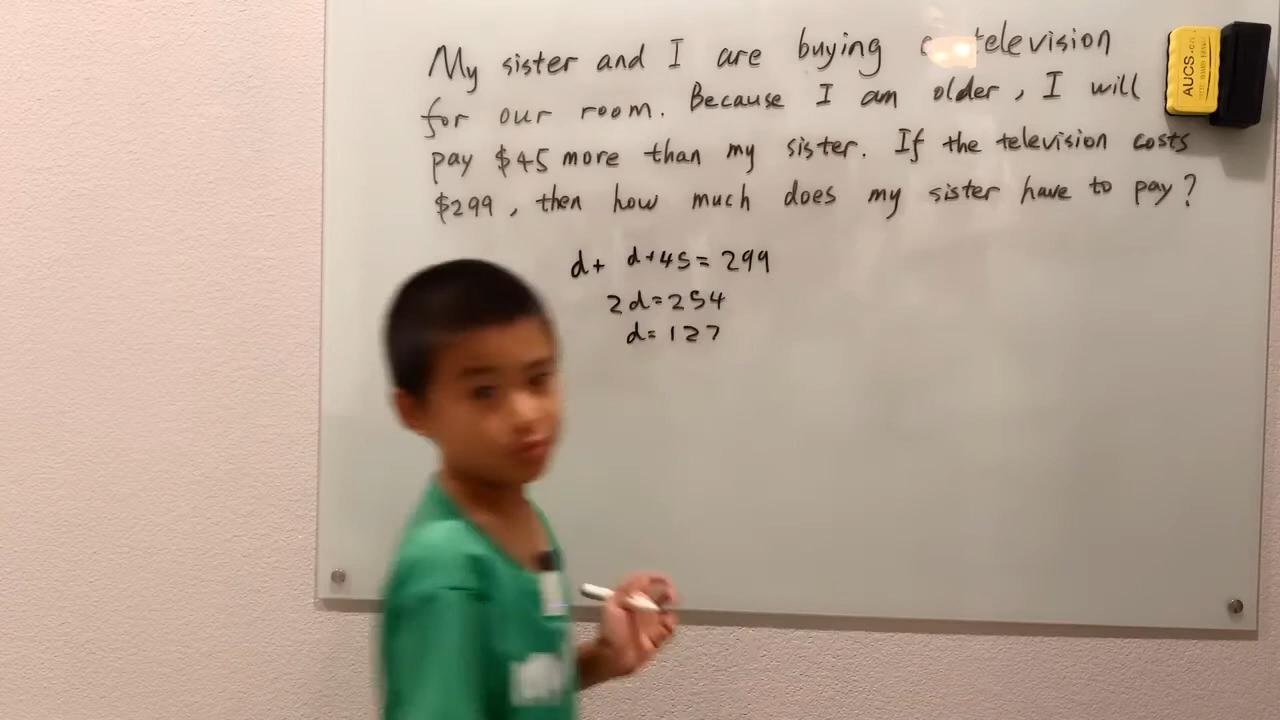 My sister and I are buying television
for our room. Because I am older, I will
pay $45 more than my sister. If the television costs
$299, then how much does my sister have to pay?
d+ d+45= 299
2d=254
d=127
AUCS.cn